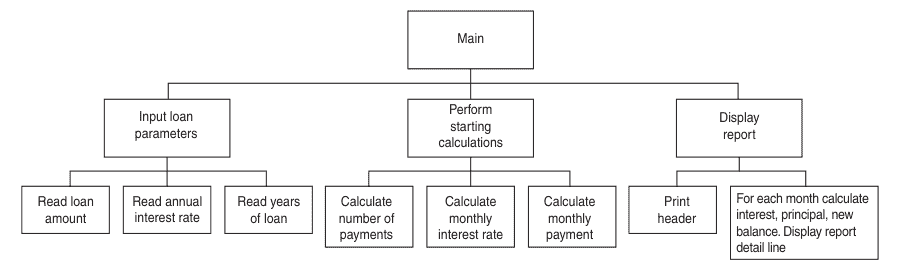 Main
Input loan
parameters
Perform
starting
calculations
Display
report
Read loan
amount
Read annual
interest rate
Read years
of loan
Calculate
number of
payments
Calculate
monthly
interest rate
Calculate
monthly
payment
Print
header
For each month calculate
interest, principal, new
balance. Display report
detail line